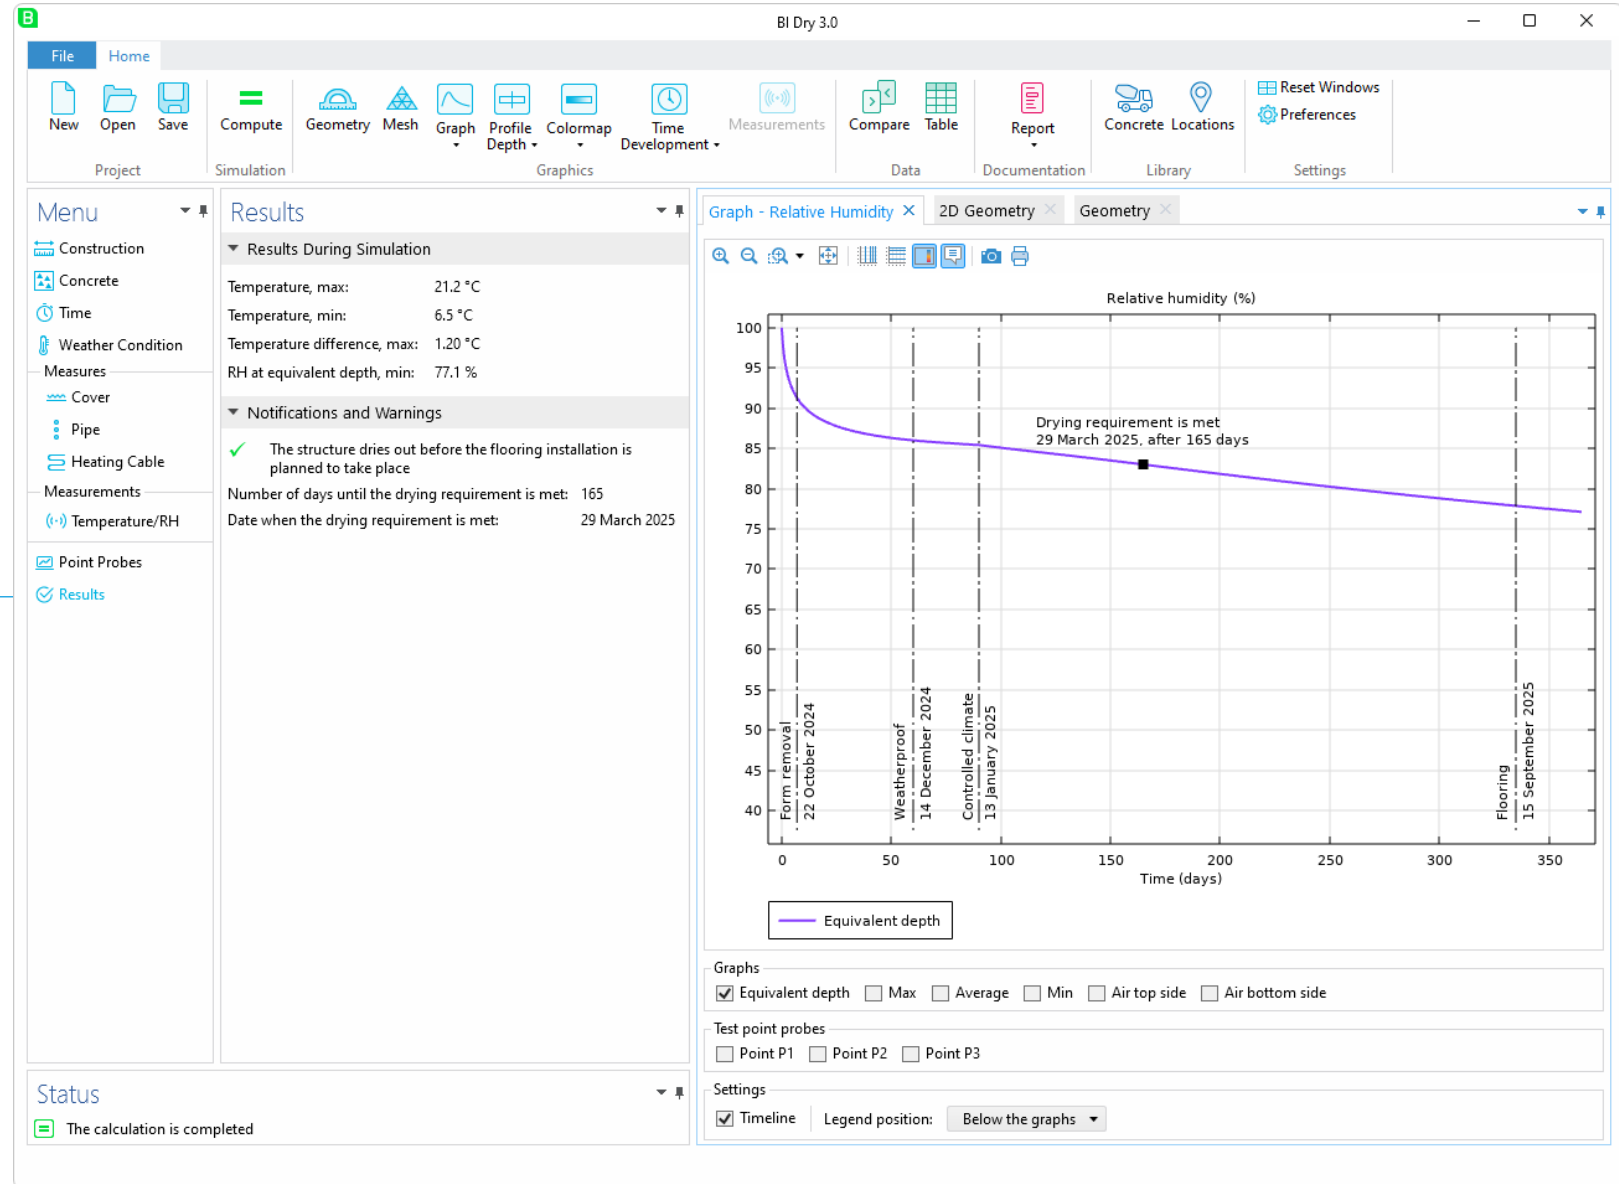 BI Dry 3.0
File
Home
New
Open
Save
Compute
Geometry
Mesh
Graph
Profile
Depth
Colormap
Time
Development
Measurements
Compare
Table
Report
Concrete
Locations
Reset Windows
Preferences
Project
Simulation
Graphics
Data
Documentation
Library
Settings
Menu
Construction
Concrete
Time
Weather Condition
Measures
Cover
Pipe
Heating Cable
Measurements
Temperature/RH
Point Probes
Results
Results
Results During Simulation
Temperature, max: 21.2 °C
Temperature, min: 6.5 °C
Temperature difference, max: 1.20 °C
RH at equivalent depth, min: 77.1 %
Notifications and Warnings
The structure dries out before the flooring installation is
planned to take place
Number of days until the drying requirement is met: 165
Date when the drying requirement is met: 29 March 2025
Status
The calculation is completed
Graph - Relative Humidity
2D Geometry
Geometry
Relative humidity (%)
100
95
90
85
80
75
70
65
60
55
50
45
40
Drying requirement is met
29 March 2025, after 165 days
Form removal
22 October 2024
Weatherproof
14 December 2024
Controlled climate
13 January 2025
Flooring
15 September 2025
0 50 100 150 200 250 300 350
Time (days)
Equivalent depth
Graphs
Equivalent depth Max Average Min Air top side Air bottom side
Test point probes
Point P1 Point P2 Point P3
Settings
Timeline Legend position: Below the graphs